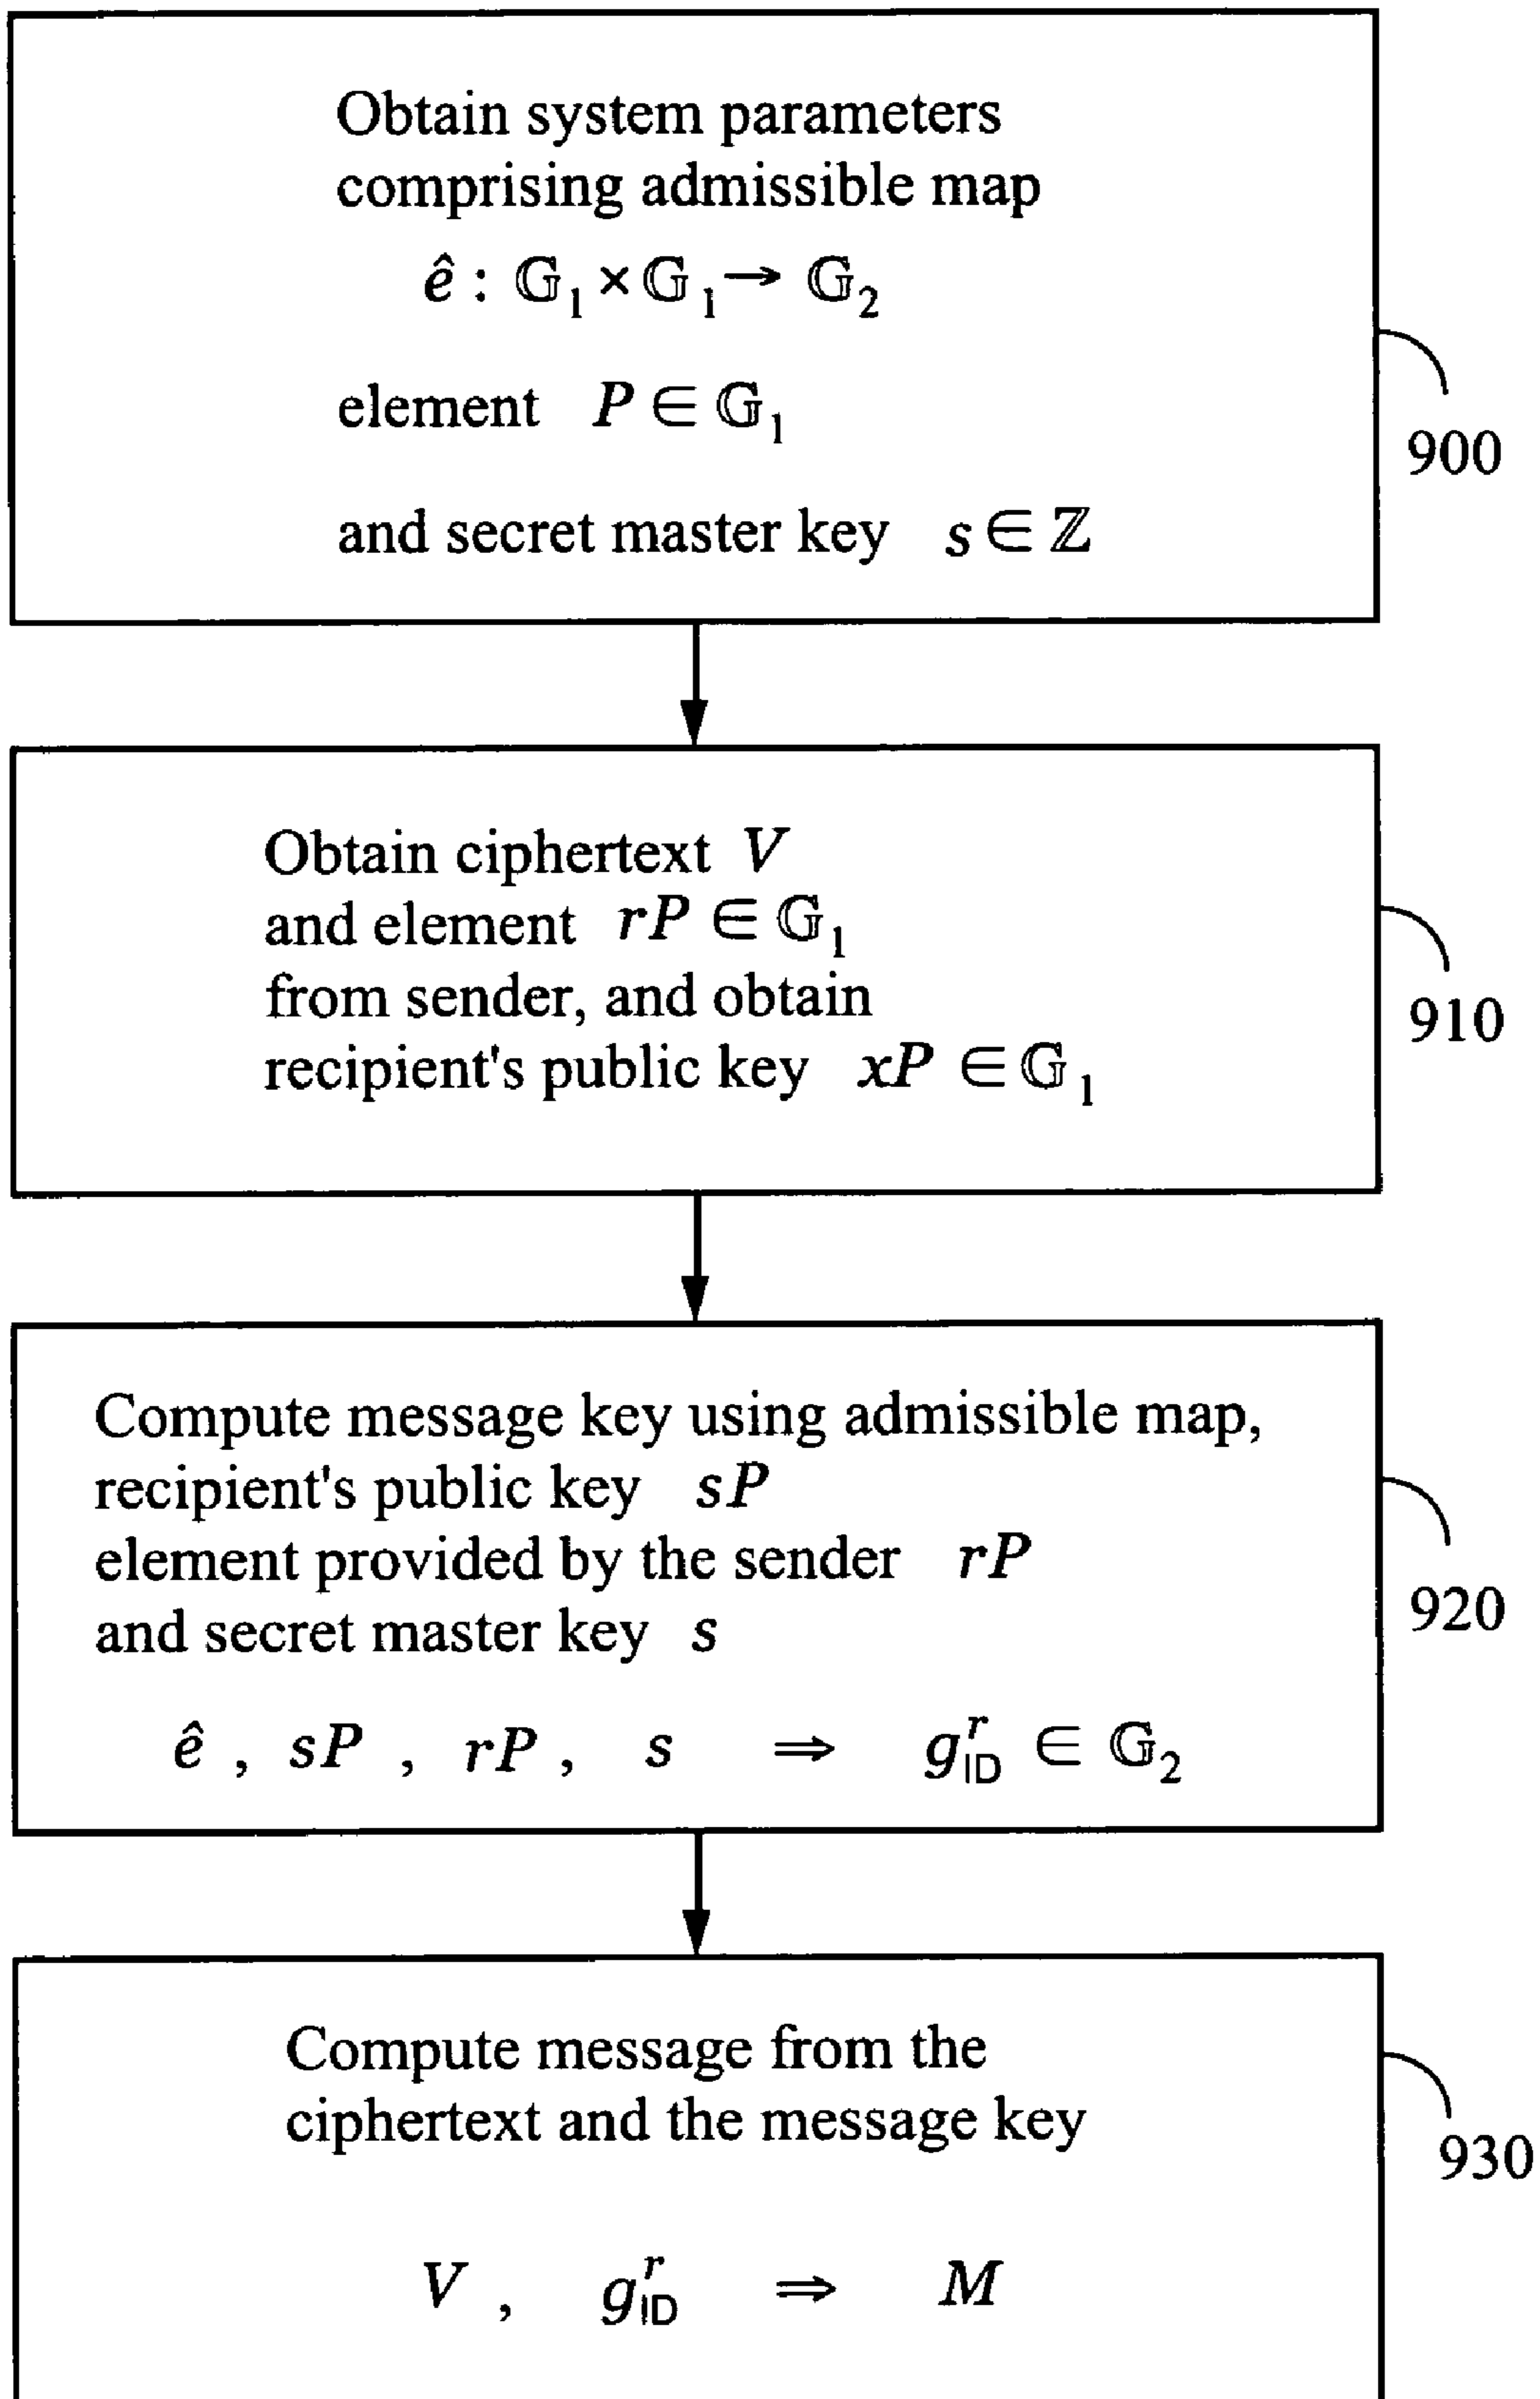 Obtain system parameters
comprising admissible map
ê : 𝔾₁ × 𝔾₁ → 𝔾₂
element P ∈ 𝔾₁
and secret master key s ∈ ℤ
900
Obtain ciphertext V
and element rP ∈ 𝔾₁
from sender, and obtain
recipient's public key xP ∈ 𝔾₁
910
Compute message key using admissible map,
recipient's public key sP
element provided by the sender rP
and secret master key s
ê , sP , rP , s ⇒ g_ID^r ∈ 𝔾₂
920
Compute message from the
ciphertext and the message key
V , g_ID^r ⇒ M
930